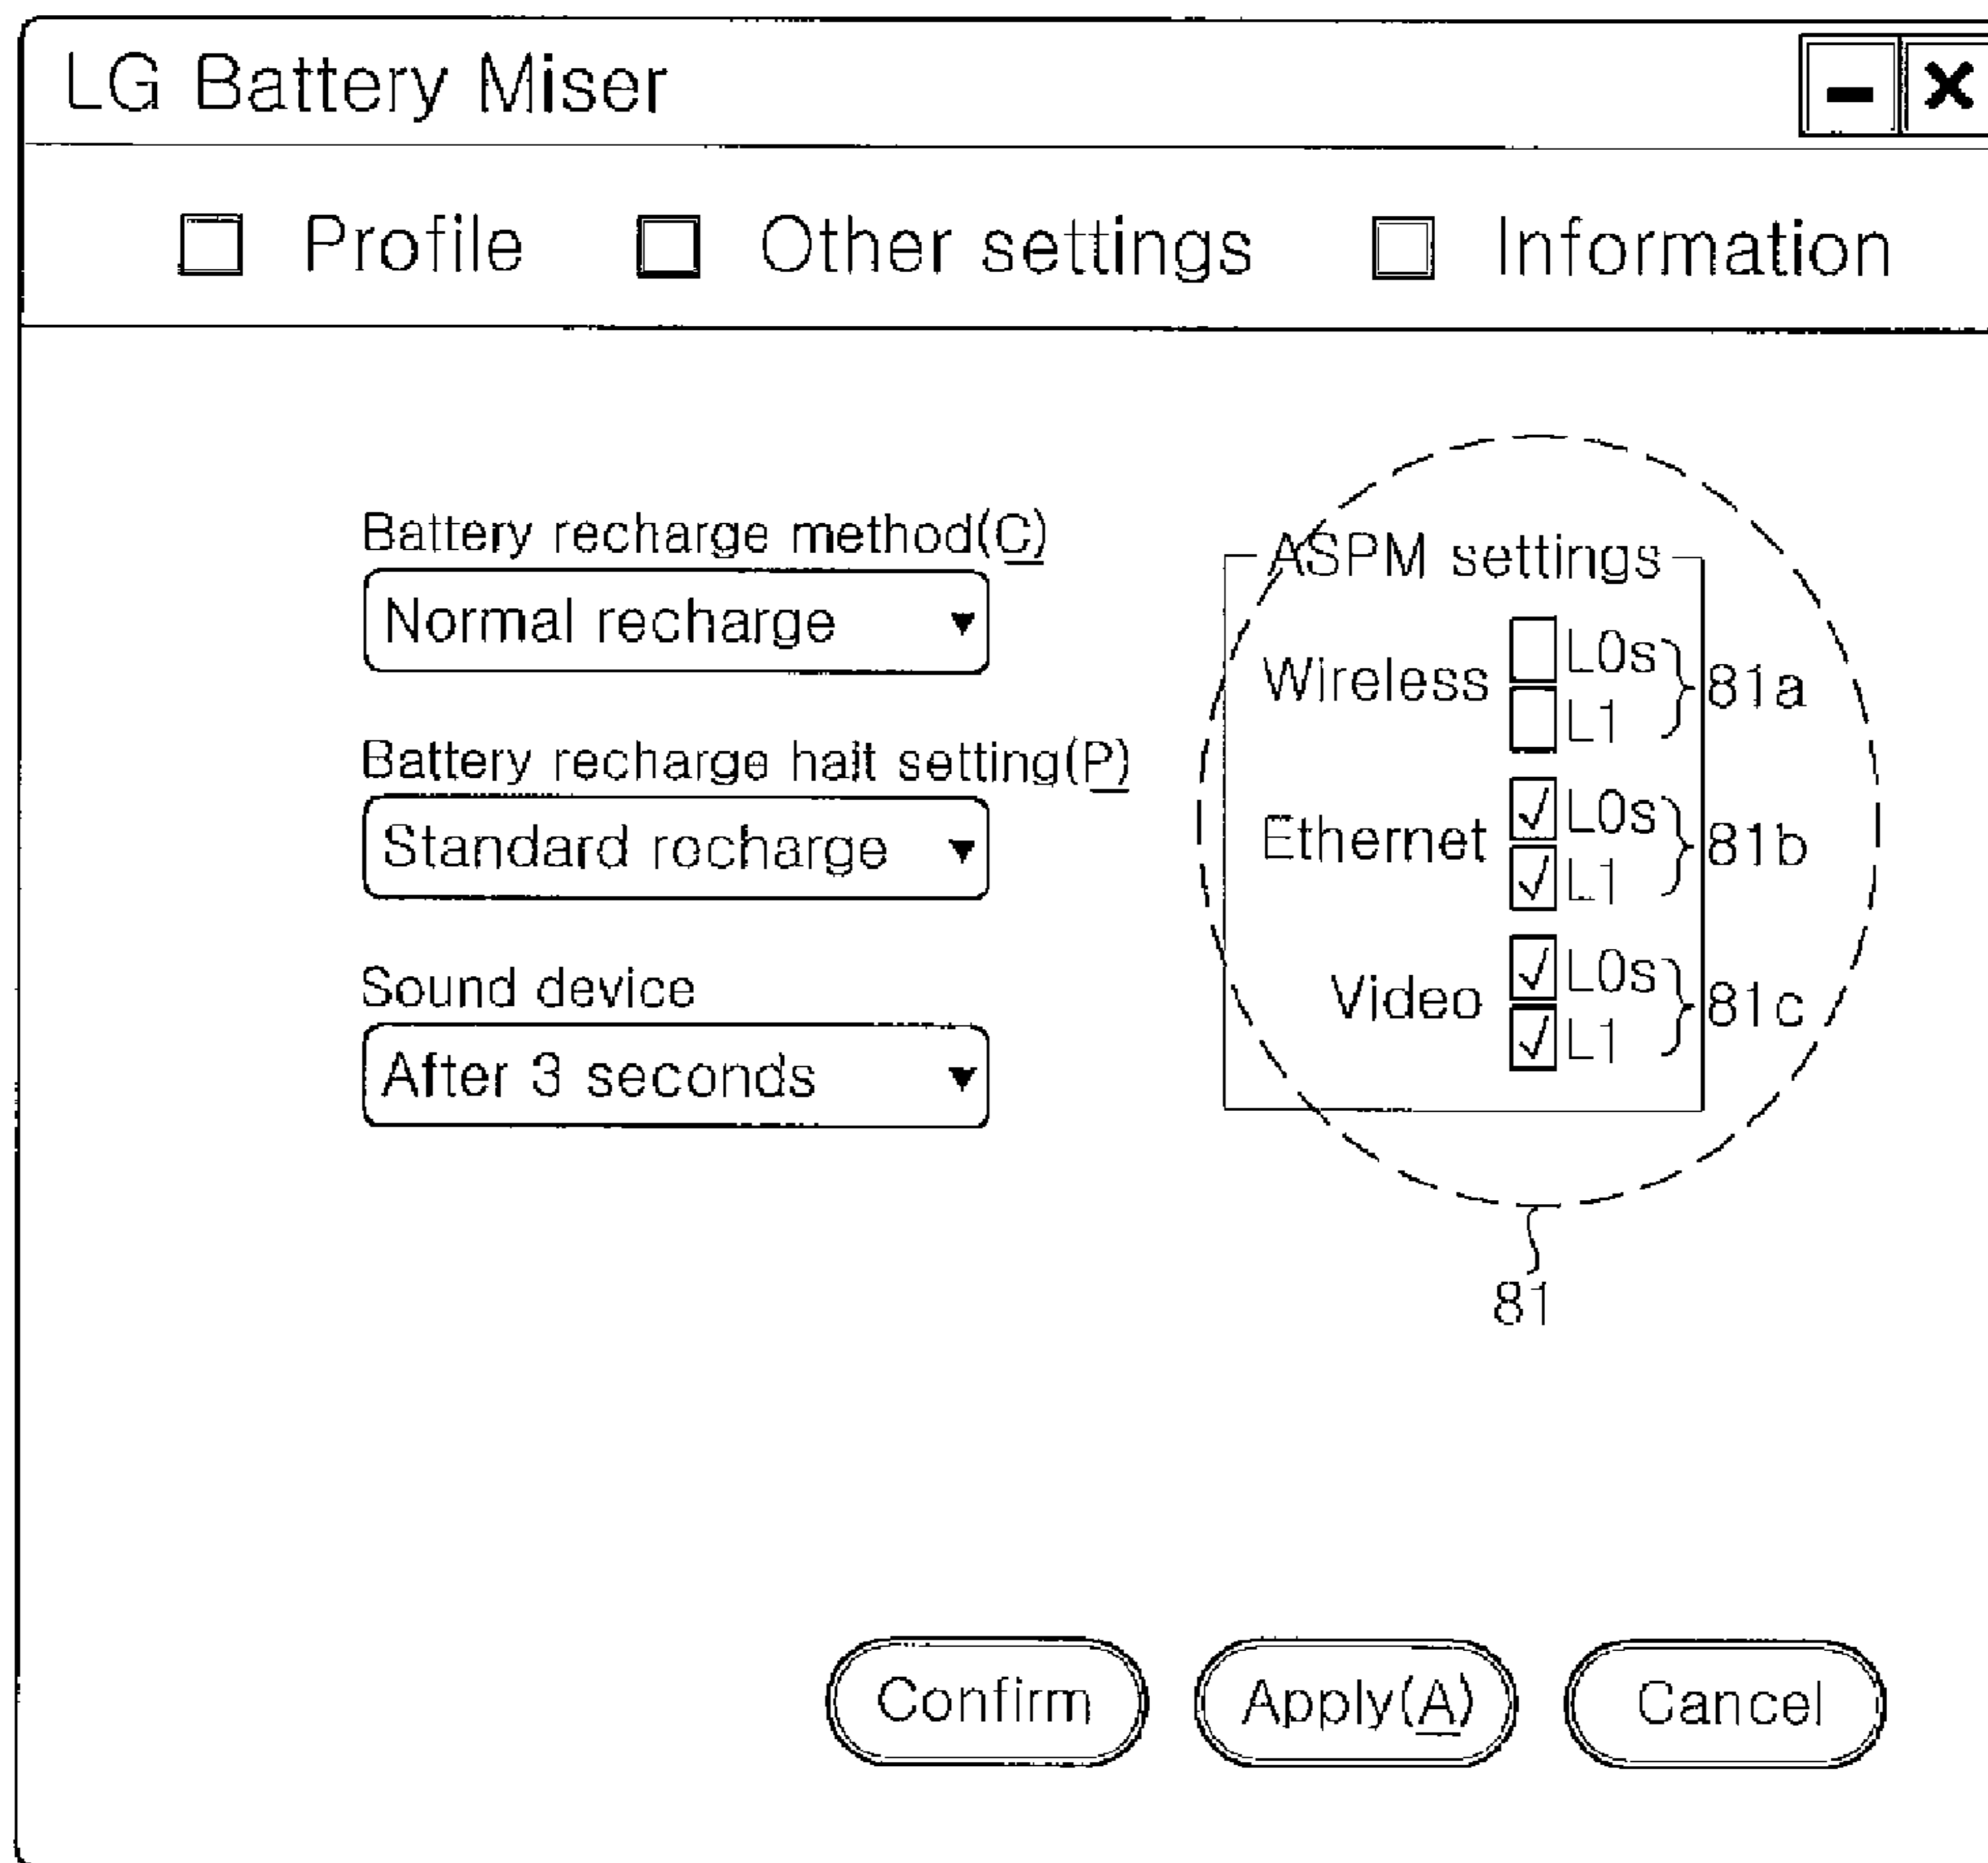 LG Battery Miser
Profile Other settings Information
Battery recharge method(C)
Normal recharge
Battery recharge hait setting(P)
Standard rocharge
Sound device
After 3 seconds
ASPM settings
Wireless L0s L1 81a
Ethernet L0s L1 81b
Video L0s L1 81c
81
Confirm Apply(A) Cancel